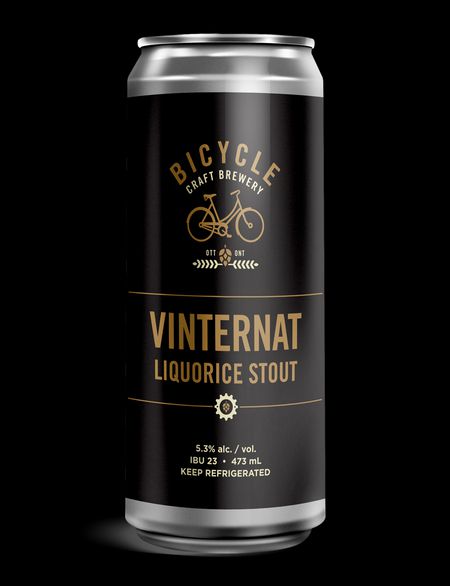 BICYCLE
CRAFT BREWERY
OTT ONT
VINTERNAT
LIQUORICE STOUT
5.3% alc. / vol.
IBU 23 • 473 mL
KEEP REFRIGERATED